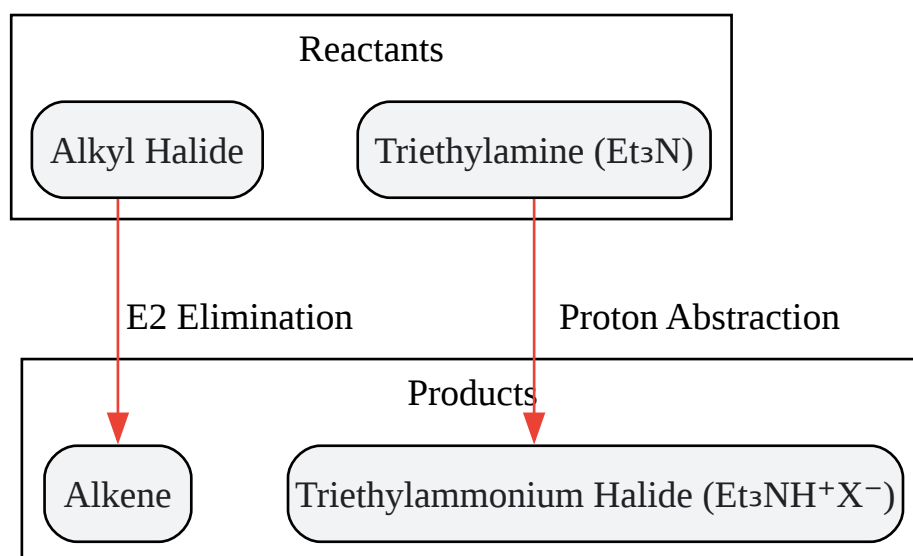 Reactants
Alkyl Halide
Triethylamine (Et₃N)
E2 Elimination
Proton Abstraction
Products
Alkene
Triethylammonium Halide (Et₃NH⁺X⁻)